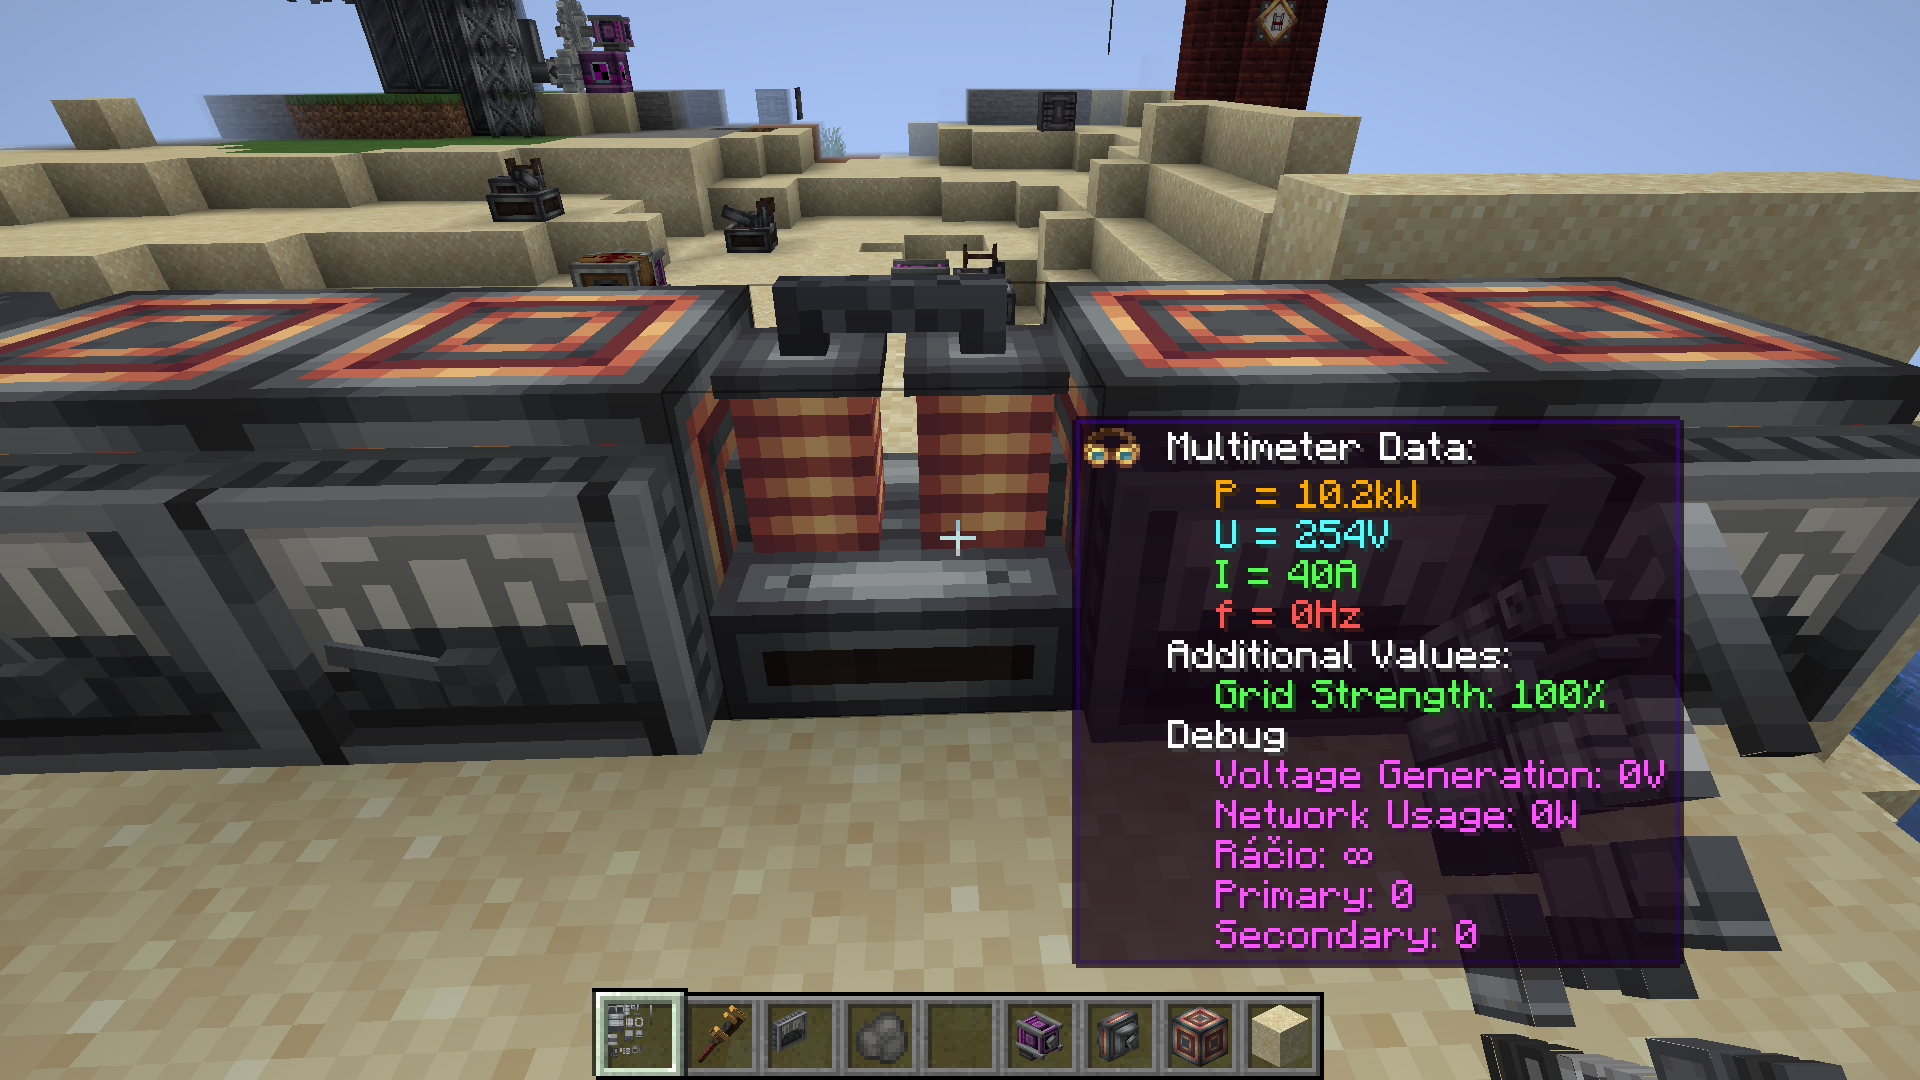 Multimeter Data:
P = 10.2kW
U = 254V
I = 40A
f = 0Hz
Additional Values:
Grid Strength: 100%
Debug
Voltage Generation: 0V
Network Usage: 0W
Ráčio: ∞
Primary: 0
Secondary: 0